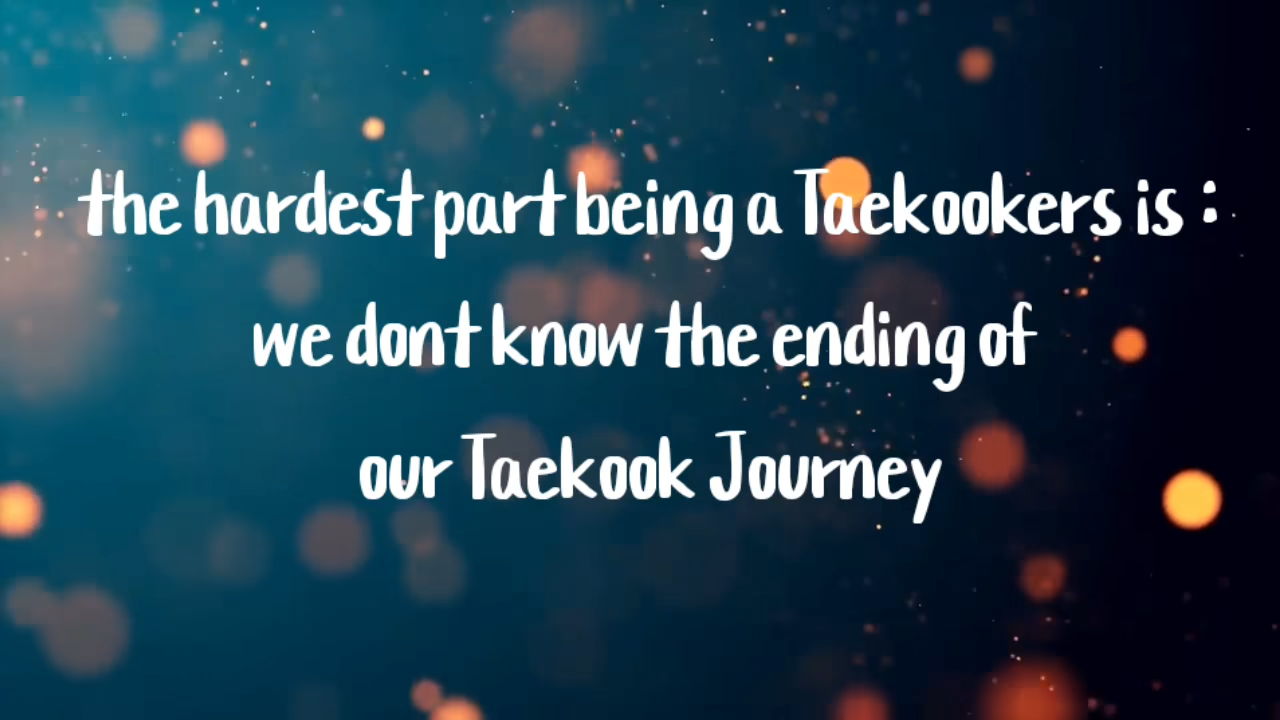 the hardest part being a Taekookers is :
we dont know the ending of
our Taekook Journey